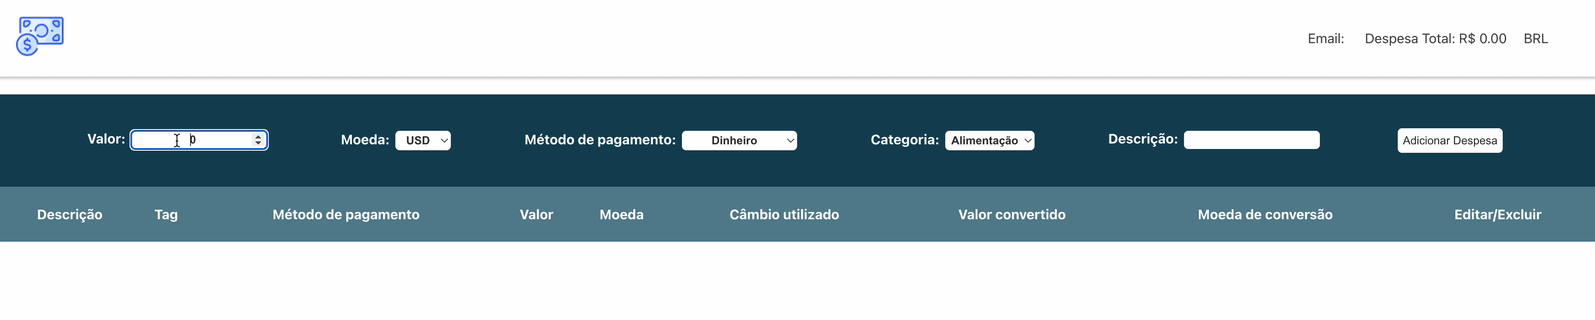 Email: Despesa Total: R$ 0.00 BRL
Valor: 0 Moeda: USD Método de pagamento: Dinheiro Categoria: Alimentação Descrição: Adicionar Despesa
Descrição Tag Método de pagamento Valor Moeda Câmbio utilizado Valor convertido Moeda de conversão Editar/Excluir